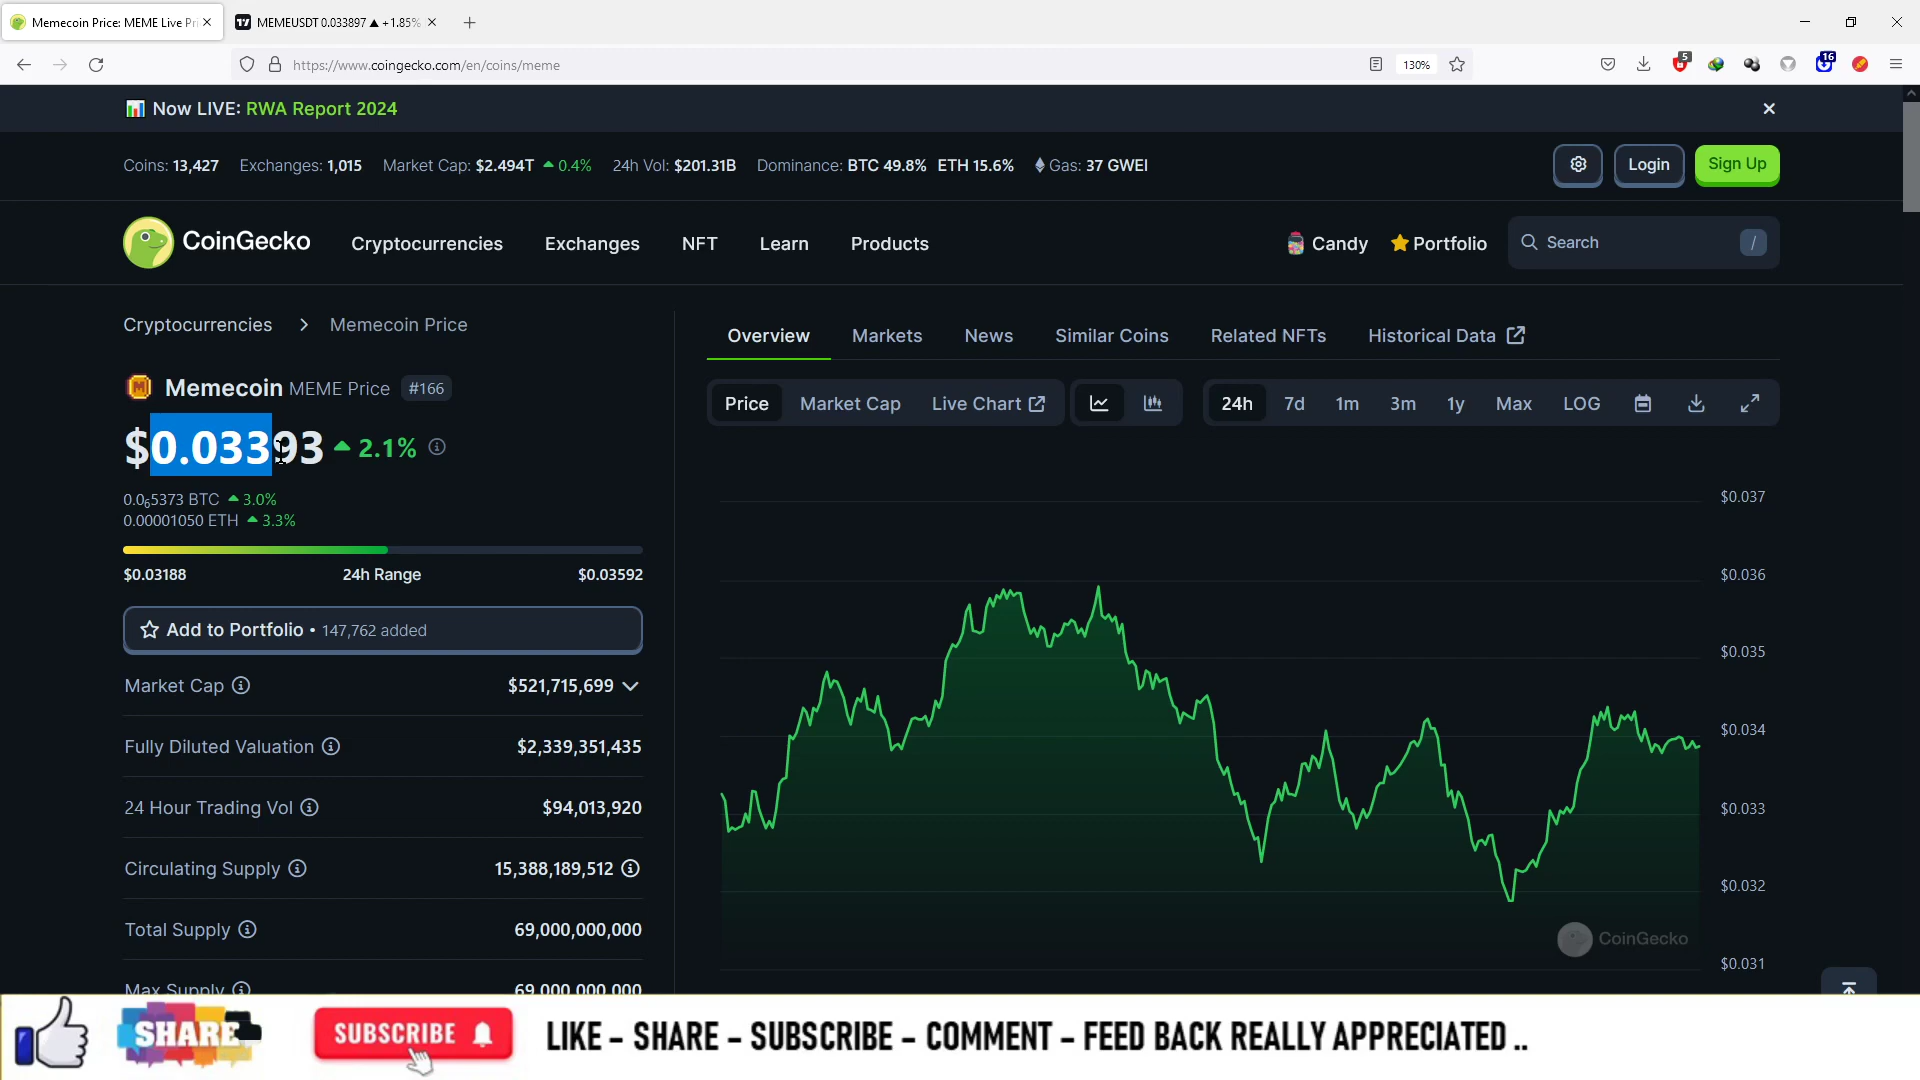 Memecoin Price: MEME Live Pri
MEMEUSDT 0.033897 ▲ +1.85%
https://www.coingecko.com/en/coins/meme
130%
5
16
Now LIVE: RWA Report 2024
Coins: 13,427 Exchanges: 1,015 Market Cap: $2.494T 0.4% 24h Vol: $201.31B Dominance: BTC 49.8% ETH 15.6% Gas: 37 GWEI
Login
Sign Up
CoinGecko
Cryptocurrencies Exchanges NFT Learn Products
Candy Portfolio
Search /
Cryptocurrencies > Memecoin Price
Memecoin MEME Price #166
$0.03393 2.1%
0.0₆5373 BTC 3.0%
0.00001050 ETH 3.3%
$0.03188 24h Range $0.03592
Add to Portfolio • 147,762 added
Market Cap $521,715,699
Fully Diluted Valuation $2,339,351,435
24 Hour Trading Vol $94,013,920
Circulating Supply 15,388,189,512
Total Supply 69,000,000,000
Max Supply 69,000,000,000
Overview Markets News Similar Coins Related NFTs Historical Data
Price Market Cap Live Chart
24h 7d 1m 3m 1y Max LOG
$0.037
$0.036
$0.035
$0.034
$0.033
$0.032
$0.031
CoinGecko
SHARE
SUBSCRIBE
LIKE – SHARE – SUBSCRIBE – COMMENT – FEED BACK REALLY APPRECIATED ..